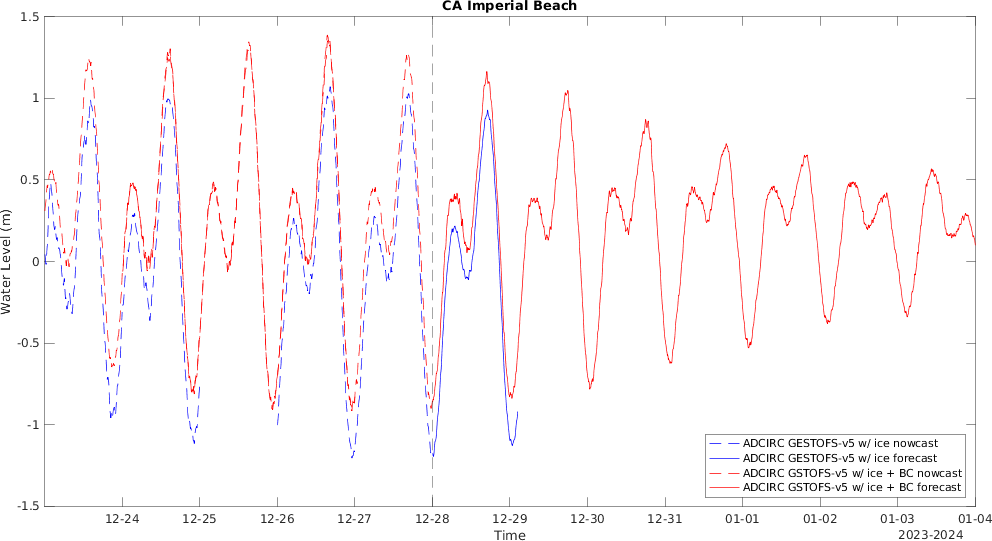 CA Imperial Beach
1.5
1
0.5
0
-0.5
-1
-1.5
Water Level (m)
12-24 12-25 12-26 12-27 12-28 12-29 12-30 12-31 01-01 01-02 01-03 01-04
Time
2023-2024
ADCIRC GESTOFS-v5 w/ ice nowcast
ADCIRC GESTOFS-v5 w/ ice forecast
ADCIRC GSTOFS-v5 w/ ice + BC nowcast
ADCIRC GSTOFS-v5 w/ ice + BC forecast